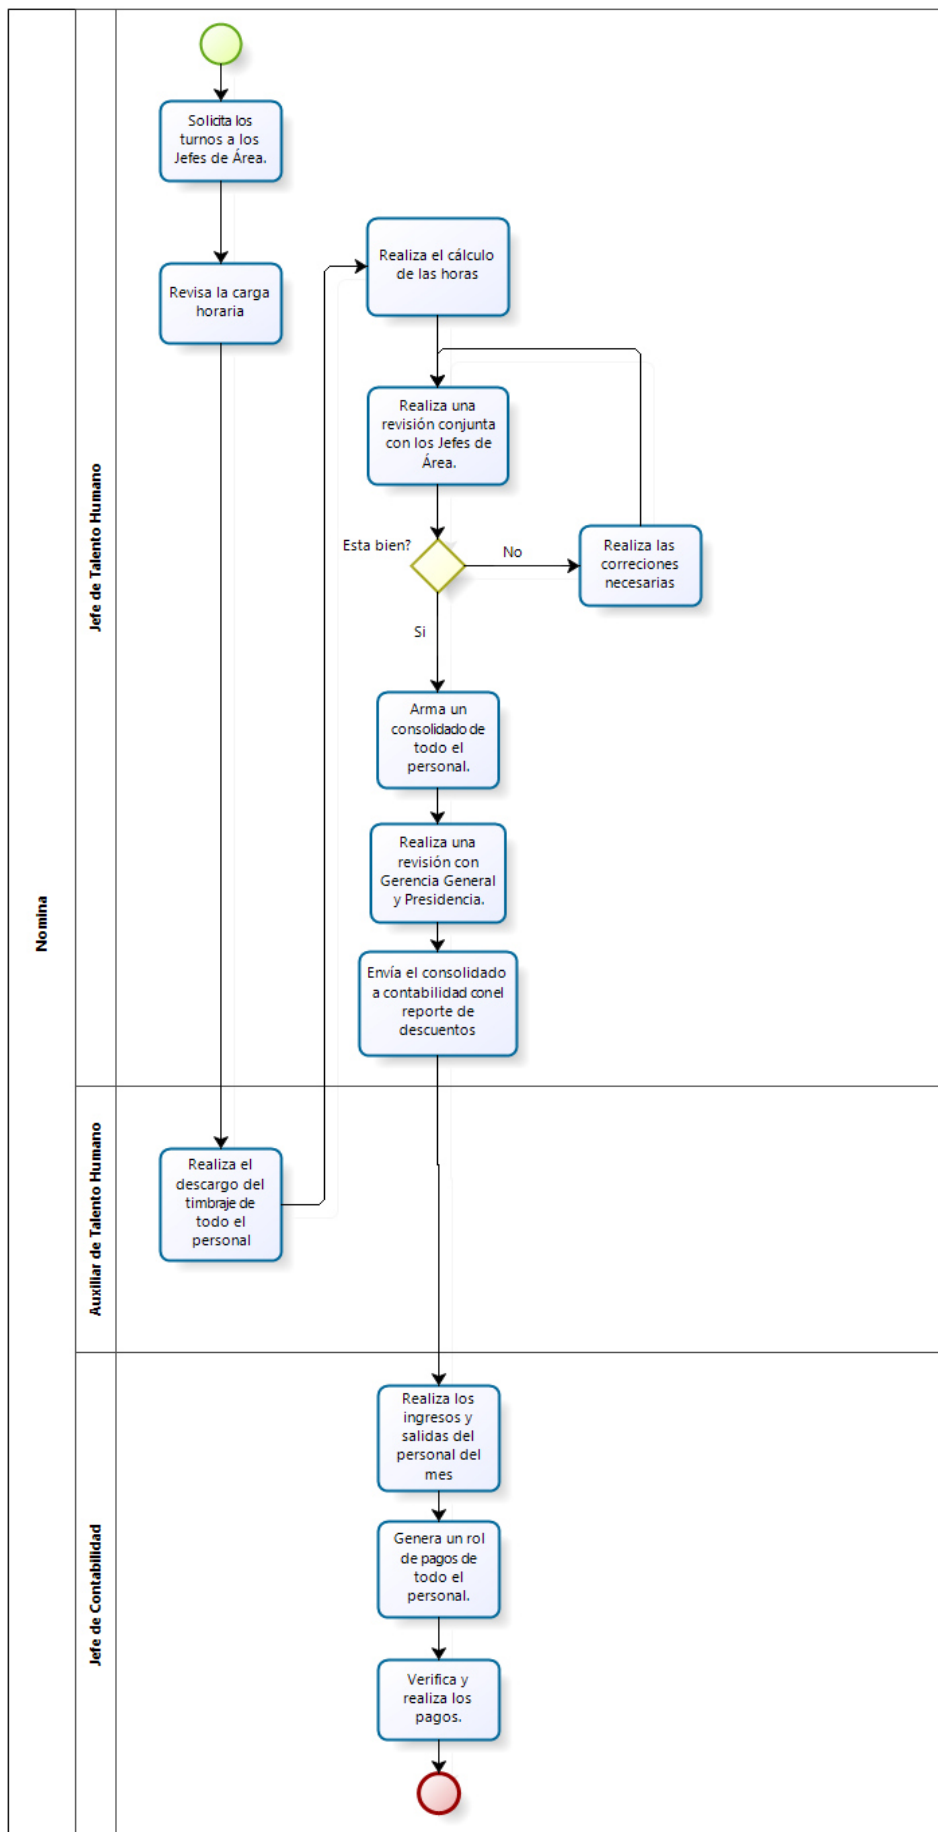 Nomina
Jefe de Talento Humano
Solicita los
turnos a los
Jefes de Área.
Revisa la carga
horaria
Realiza el cálculo
de las horas
Realiza una
revisión conjunta
con los Jefes de
Área.
Esta bien?
No
Realiza las
correciones
necesarias
Si
Arma un
consolidado de
todo el
personal.
Realiza una
revisión con
Gerencia General
y Presidencia.
Envía el consolidado
a contabilidad conel
reporte de
descuentos
Auxiliar de Talento Humano
Realiza el
descargo del
timbraje de
todo el
personal
Jefe de Contabilidad
Realiza los
ingresos y
salidas del
personal del
mes
Genera un rol
de pagos de
todo el
personal.
Verifica y
realiza los
pagos.